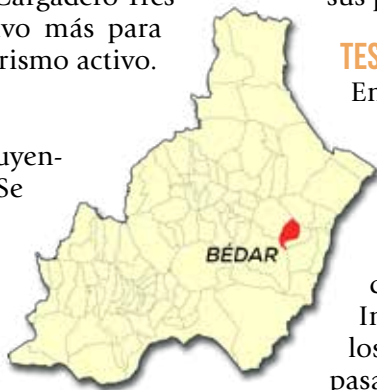 Cargadero Tres
vo más para
rismo activo.
uyen-
Se
BÉDAR
sus p
TES
En
d
In
los
pasa